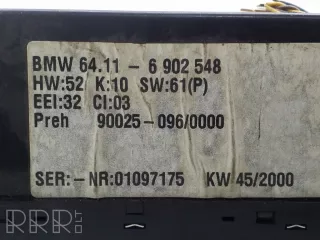 BMW 64.11 - 6 902 548
HW:52 K:10 SW:61(P)
EEI:32 CI:03
Preh 90025-096/0000
SER:-NR:01097175 KW 45/2000
RRR.LT